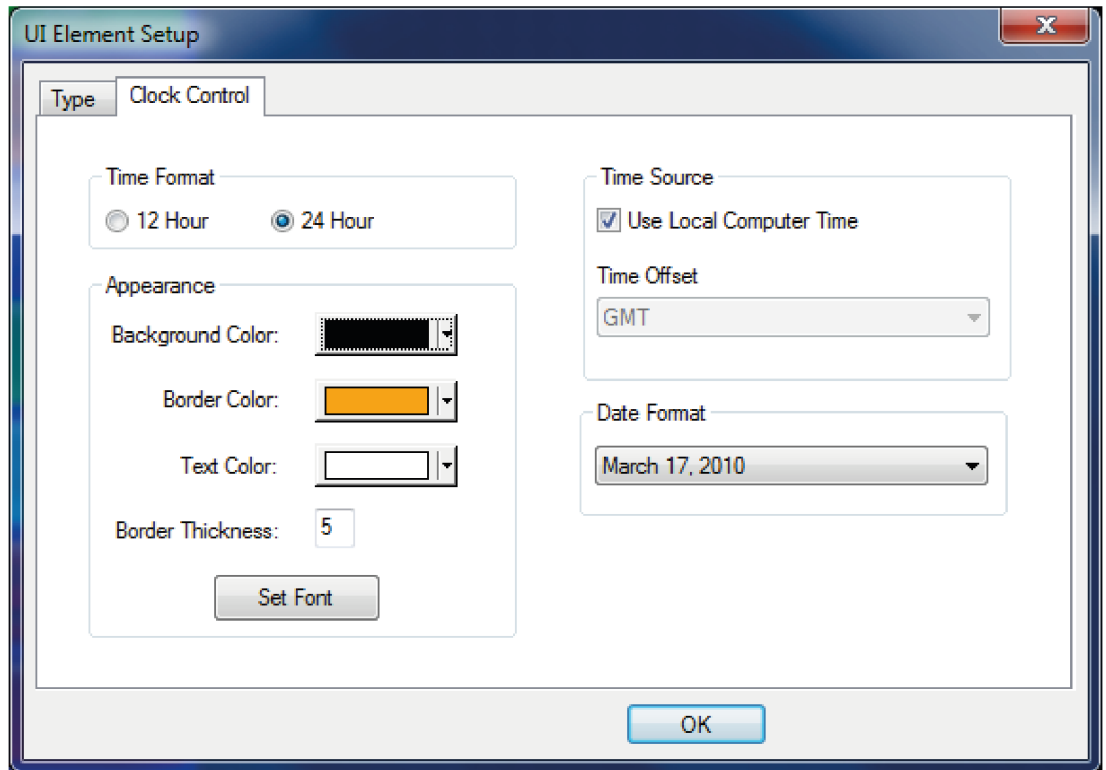 UI Element Setup
X
Type
Clock Control
Time Format
12 Hour
24 Hour
Appearance
Background Color:
Border Color:
Text Color:
Border Thickness:
5
Set Font
Time Source
Use Local Computer Time
Time Offset
GMT
Date Format
March 17, 2010
OK